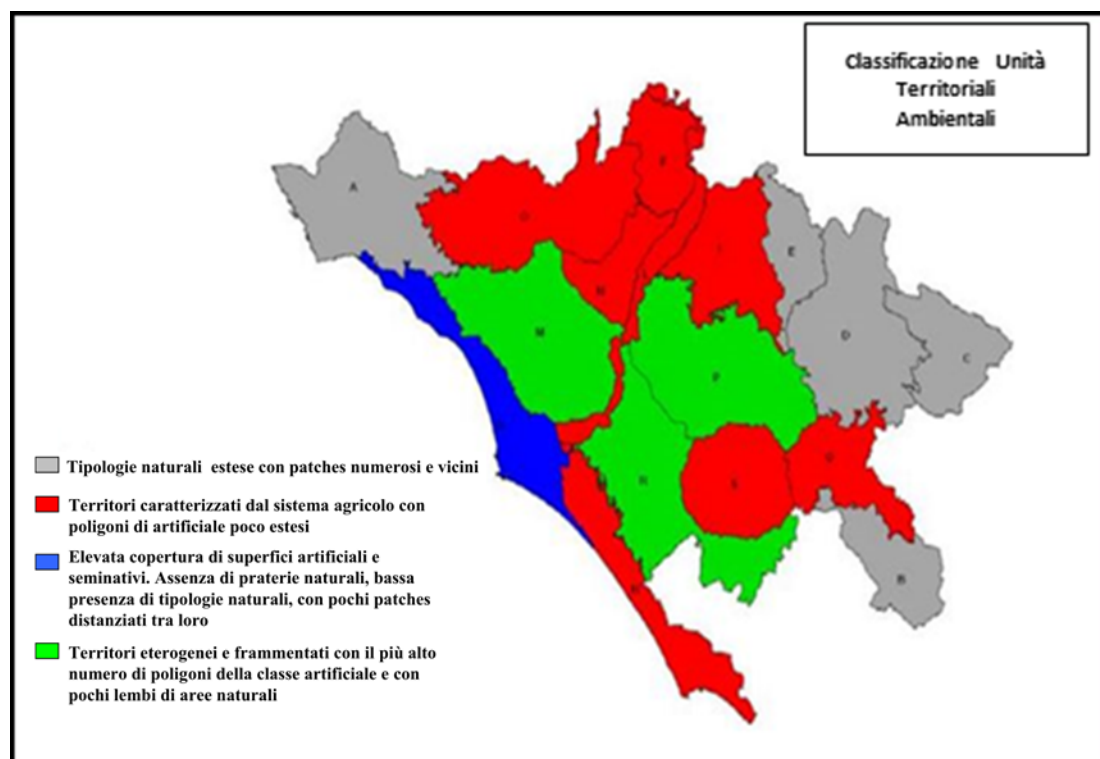 Classificazione Unità
Territoriali
Ambientali
A
E
D
C
M
B
Tipologie naturali estese con patches numerosi e vicini
Territori caratterizzati dal sistema agricolo con
poligoni di artificiale poco estesi
Elevata copertura di superfici artificiali e
seminativi. Assenza di praterie naturali, bassa
presenza di tipologie naturali, con pochi patches
distanziati tra loro
Territori eterogenei e frammentati con il più alto
numero di poligoni della classe artificiale e con
pochi lembi di aree naturali